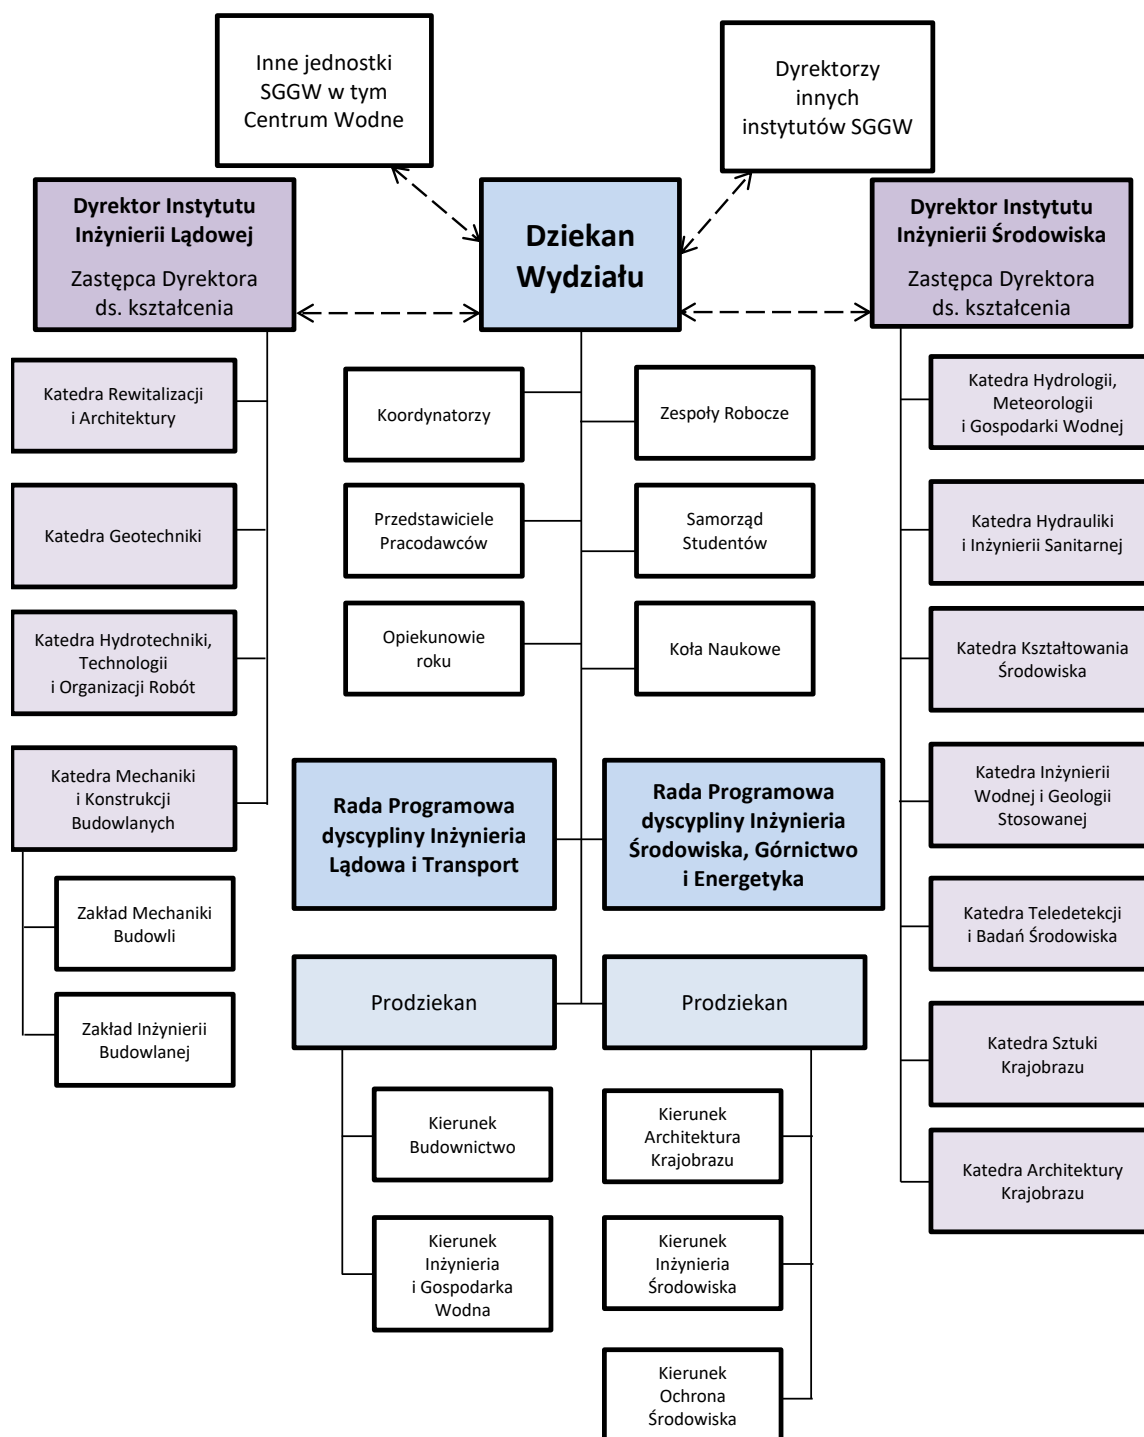 Inne jednostki
SGGW w tym
Centrum Wodne
Dyrektorzy
innych
instytutów SGGW
Dyrektor Instytutu
Inżynierii Lądowej
Zastępca Dyrektora
ds. kształcenia
Dziekan
Wydziału
Dyrektor Instytutu
Inżynierii Środowiska
Zastępca Dyrektora
ds. kształcenia
Katedra Rewitalizacji
i Architektury
Katedra Geotechniki
Katedra Hydrotechniki,
Technologii
i Organizacji Robót
Katedra Mechaniki
i Konstrukcji
Budowlanych
Zakład Mechaniki
Budowli
Zakład Inżynierii
Budowlanej
Koordynatorzy
Zespoły Robocze
Przedstawiciele
Pracodawców
Samorząd
Studentów
Opiekunowie
roku
Koła Naukowe
Rada Programowa
dyscypliny Inżynieria
Lądowa i Transport
Rada Programowa
dyscypliny Inżynieria
Środowiska, Górnictwo
i Energetyka
Prodziekan
Prodziekan
Kierunek
Budownictwo
Kierunek
Inżynieria
i Gospodarka
Wodna
Kierunek
Architektura
Krajobrazu
Kierunek
Inżynieria
Środowiska
Kierunek
Ochrona
Środowiska
Katedra Hydrologii,
Meteorologii
i Gospodarki Wodnej
Katedra Hydrauliki
i Inżynierii Sanitarnej
Katedra Kształtowania
Środowiska
Katedra Inżynierii
Wodnej i Geologii
Stosowanej
Katedra Teledetekcji
i Badań Środowiska
Katedra Sztuki
Krajobrazu
Katedra Architektury
Krajobrazu